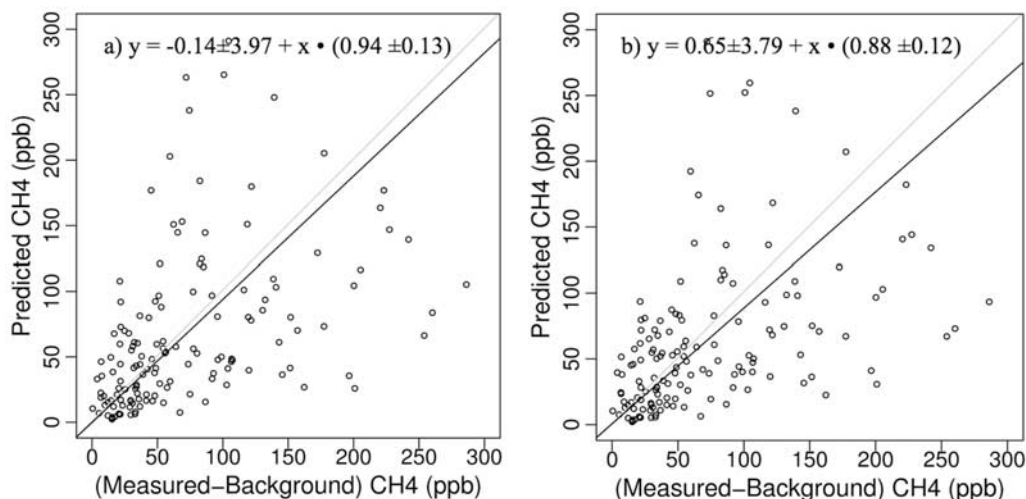 a) y = -0.14±3.97 + x • (0.94 ±0.13)
Predicted CH4 (ppb)
300
250
200
150
100
50
0
0 50 100 150 200 250 300
(Measured−Background) CH4 (ppb)
b) y = 0.65±3.79 + x • (0.88 ±0.12)
Predicted CH4 (ppb)
300
250
200
150
100
50
0
0 50 100 150 200 250 300
(Measured−Background) CH4 (ppb)